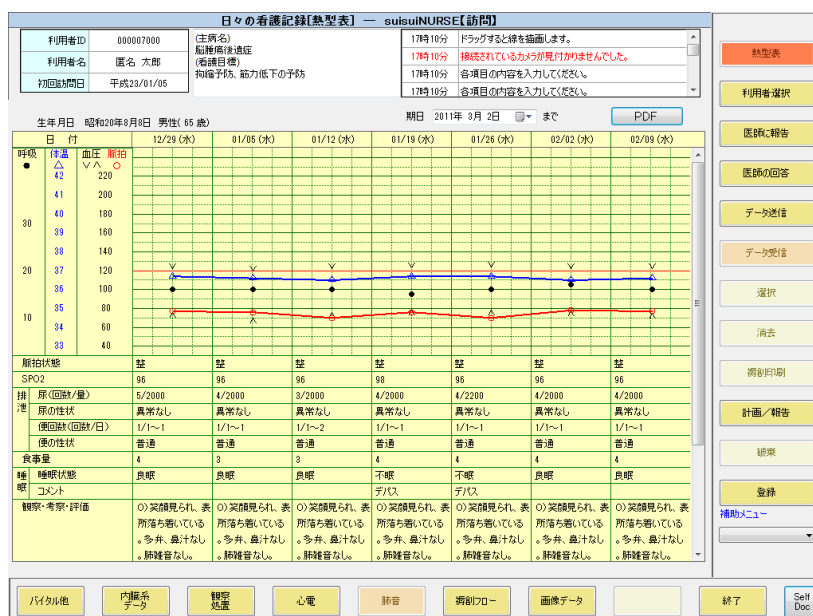 日々の看護記録[熱型表] ― suisuiNURSE【訪問】
利用者ID 000007000
利用者名 匿名 太郎
初回訪問日 平成23/01/05
(主病名)
脳腫瘍後遺症
(看護目標)
拘縮予防、筋力低下の予防
17時10分 ドラッグすると線を描画します。
17時10分 接続されているカメラが見付かりませんでした。
17時10分 各項目の内容を入力してください。
17時10分 各項目の内容を入力してください。
生年月日 昭和20年8月8日 男性( 65 歳)
期日 2011年 3月 2日 まで
PDF
日 付 12/29 (水) 01/05 (水) 01/12 (水) 01/19 (水) 01/26 (水) 02/02 (水) 02/09 (水)
呼吸 体温 血圧 脈拍
● △ ∨∧ ○
42 220
41 200
30 40 180
39 160
38 140
20 37 120
36 100
10 35 80
34 60
33 40
脈拍状態 整 整 整 整 整 整 整
SPO2 96 96 96 98 96 96 96
排泄 尿(回数/量) 5/2000 4/2000 3/2000 4/2000 4/2200 4/2000 4/2000
尿の性状 異常なし 異常なし 異常なし 異常なし 異常なし 異常なし 異常なし
便回数(回数/日) 1/1〜1 1/1〜1 1/1〜2 1/1〜1 1/1〜1 1/1〜1 1/1〜1
便の性状 普通 普通 普通 普通 普通 普通 普通
食事量 4 3 3 4 4 4 4
睡眠 睡眠状態 良眠 良眠 良眠 不眠 不眠 良眠 良眠
コメント デパス デパス
観察・考察・評価 O)笑顔見られ、表 O)笑顔見られ、表 O)笑顔見られ、表 O)笑顔見られ、表 O)笑顔見られ、表 O)笑顔見られ、表 O)笑顔見られ、表
所落ち着いている 所落ち着いている 所落ち着いている 所落ち着いている 所落ち着いている 所落ち着いている 所落ち着いている
。多弁、鼻汁なし 。多弁、鼻汁なし 。多弁、鼻汁なし 。多弁、鼻汁なし 。多弁、鼻汁なし 。多弁、鼻汁なし 。多弁、鼻汁なし
。肺雑音なし。 。肺雑音なし。 。肺雑音なし。 。肺雑音なし。 。肺雑音なし。 。肺雑音なし。 。肺雑音なし。
熱型表
利用者選択
医師に報告
医師の回答
データ送信
データ受信
選択
消去
褥創印刷
計画/報告
破棄
登録
補助メニュー
バイタル他
内臓系データ
観察処置
心電
肺音
褥創フロー
画像データ
終了
Self Doc